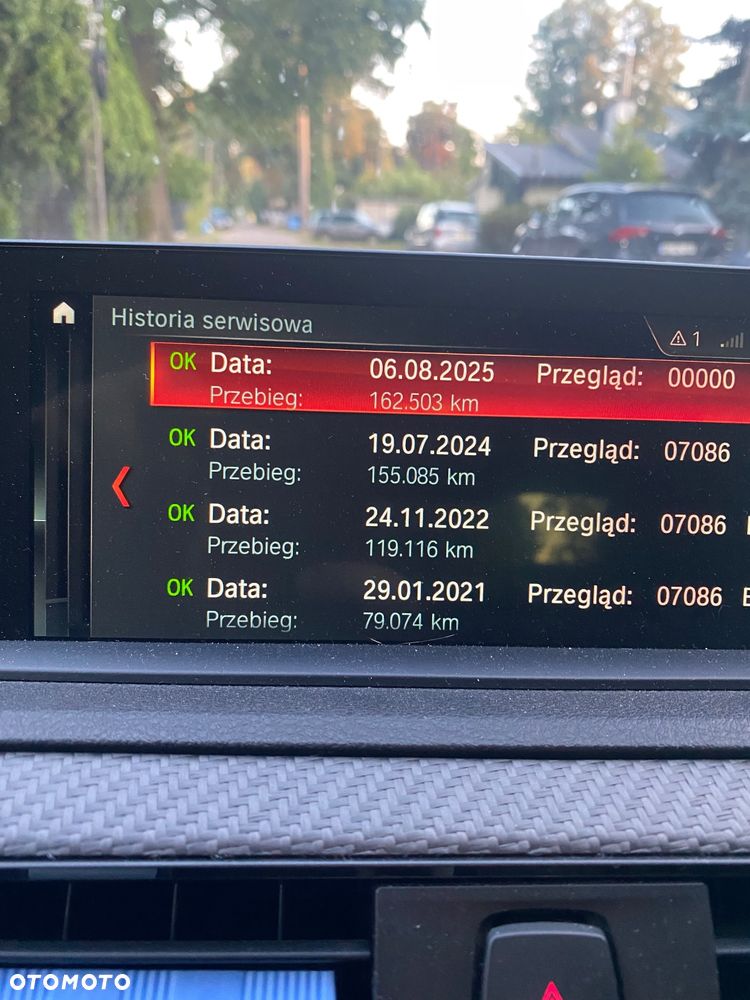 Historia serwisowa
1
OK Data: 06.08.2025 Przegląd: 00000
Przebieg: 162.503 km
OK Data: 19.07.2024 Przegląd: 07086
Przebieg: 155.085 km
OK Data: 24.11.2022 Przegląd: 07086
Przebieg: 119.116 km
OK Data: 29.01.2021 Przegląd: 07086
Przebieg: 79.074 km
OTOMOTO